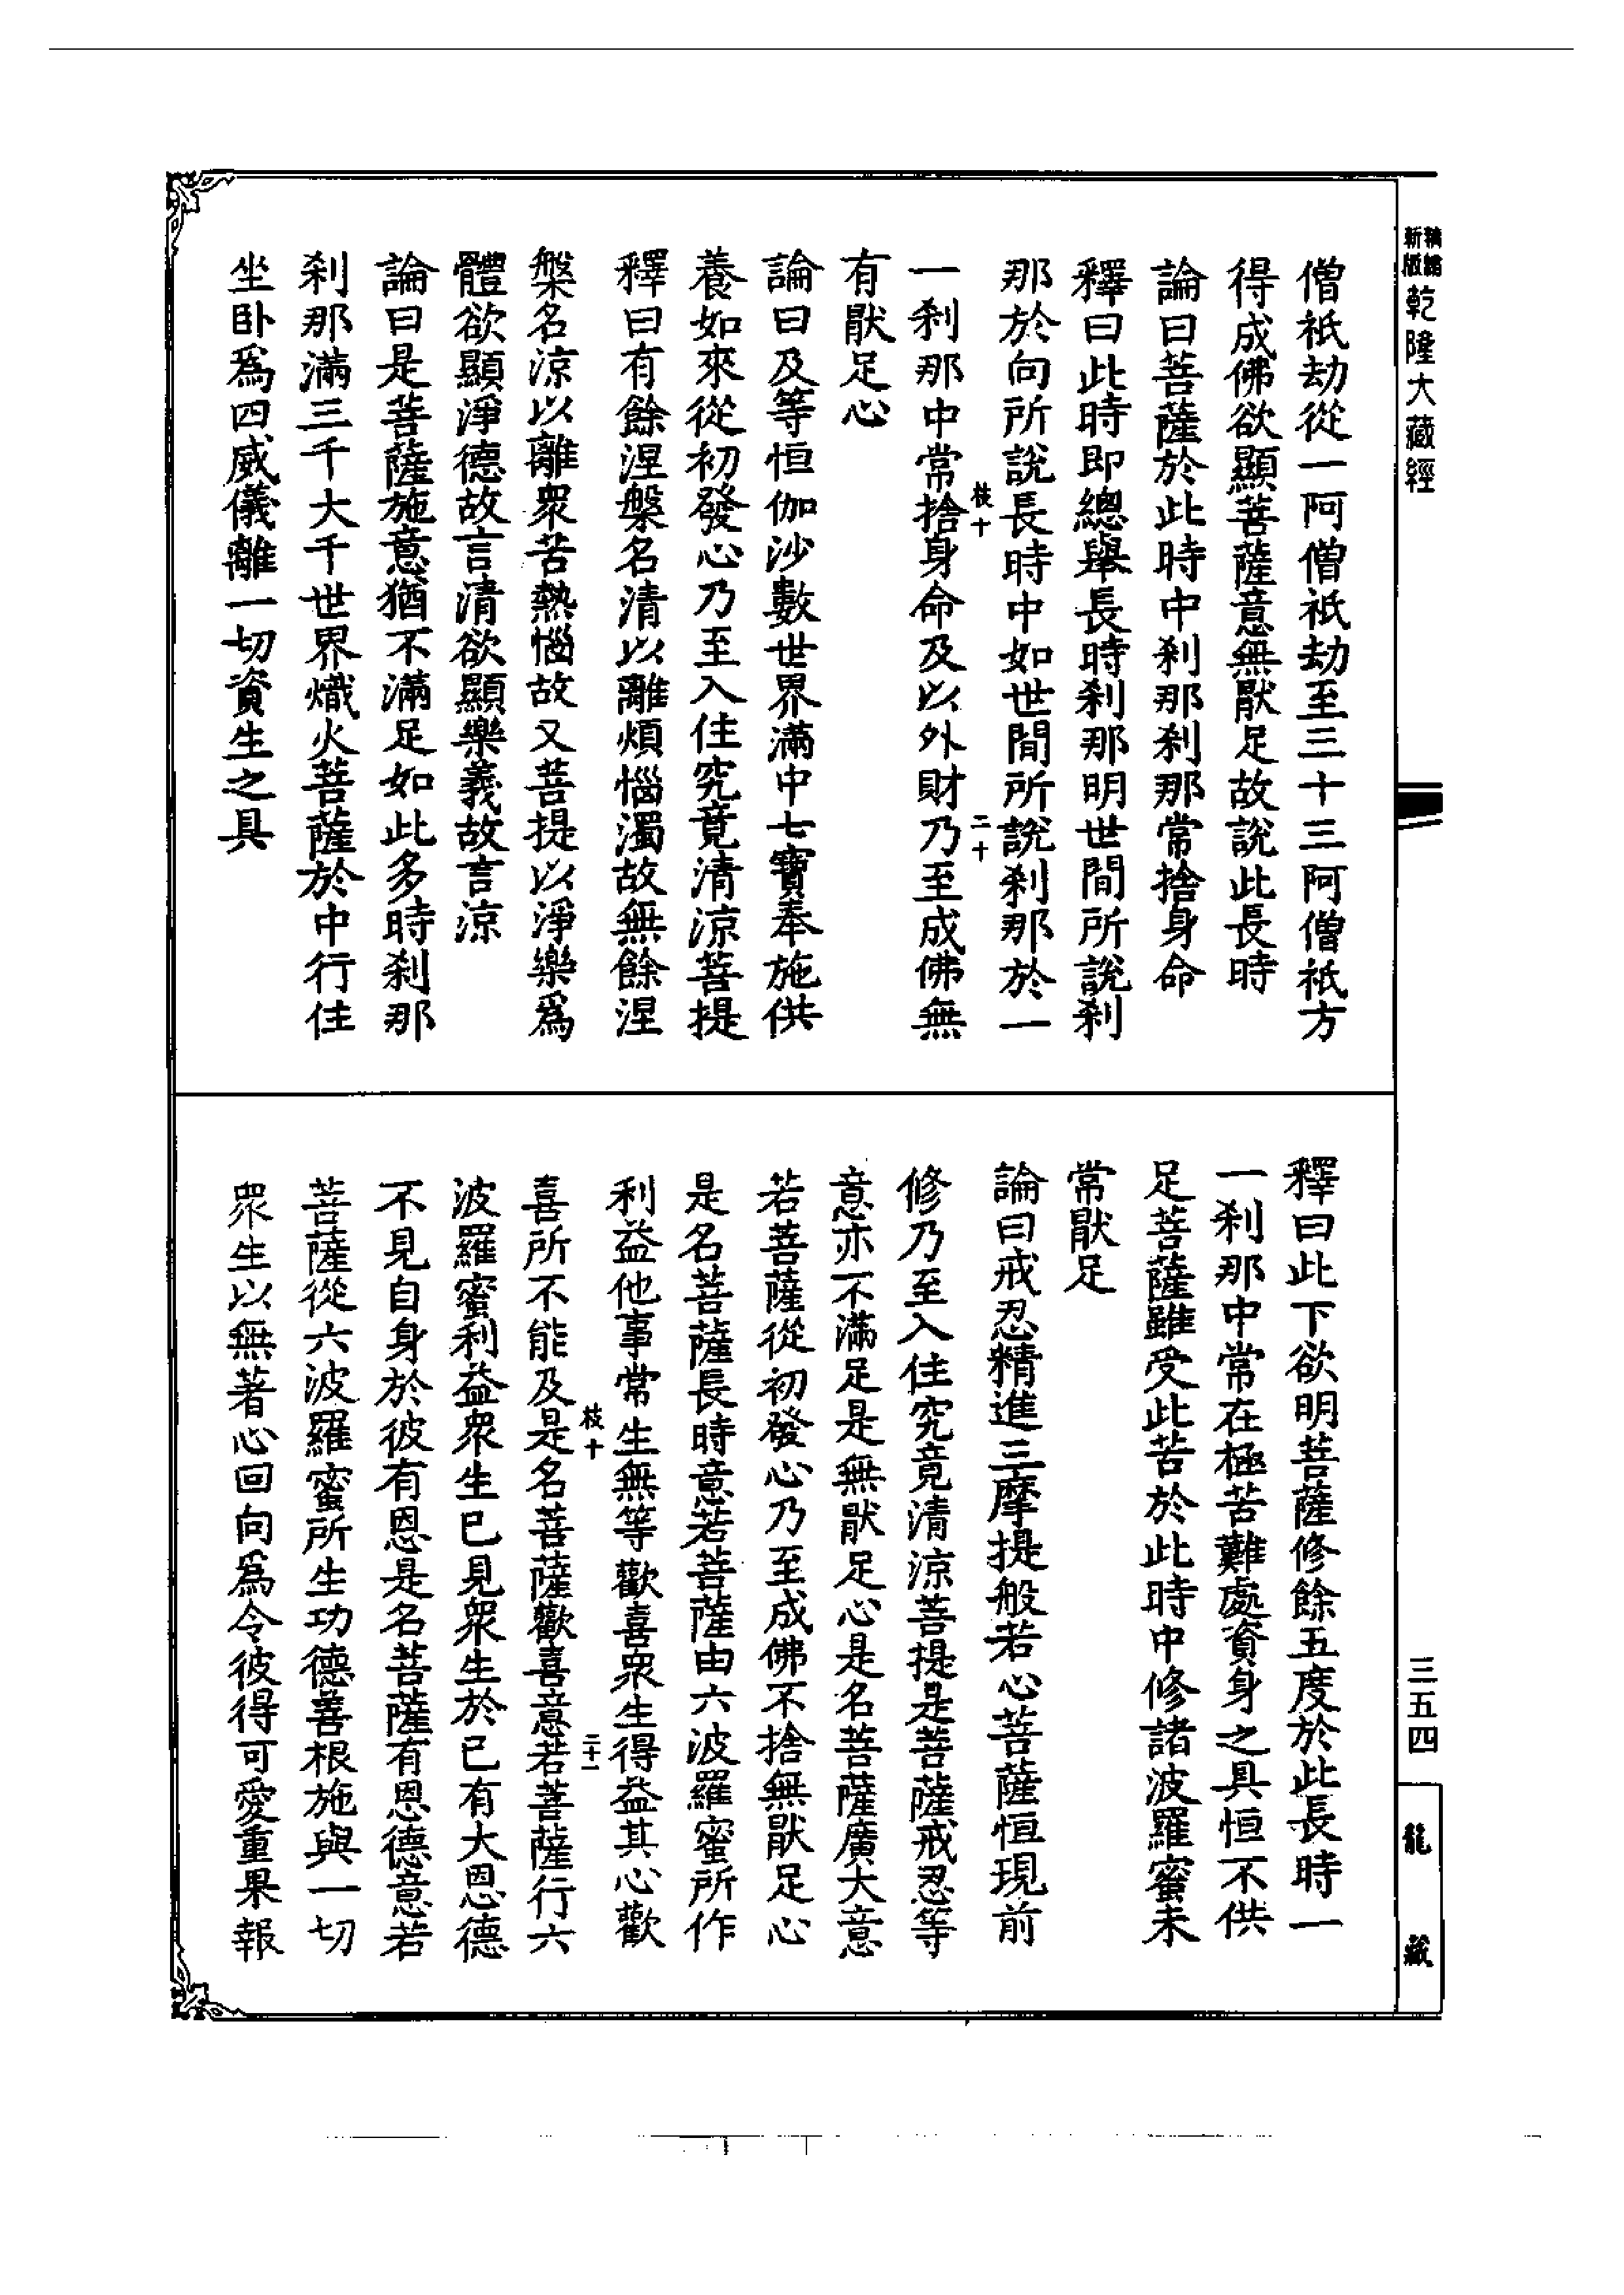 新版精縮乾隆大藏經
僧祇劫從一阿僧祇劫至三十三阿僧祇方
得成佛欲顯菩薩意無猒足故說此長時
論曰菩薩於此時中剎那剎那常捨身命
釋曰此時即總舉長時剎那明世間所說剎
那於向所說長時中如世間所說剎那於一
枝十
二十
一剎那中常捨身命及以外財乃至成佛無
有猒足心
論曰及等恒伽沙數世界滿中七寶奉施供
養如來從初發心乃至入住究竟清涼菩提
釋曰有餘涅槃名清以離煩惱濁故無餘涅
槃名涼以離衆苦熱惱故又菩提以淨樂爲
體欲顯淨德故言清欲顯樂義故言涼
論曰是菩薩施意猶不滿足如此多時剎那
剎那滿三千大千世界熾火菩薩於中行住
坐卧爲四威儀離一切資生之具
釋曰此下欲明菩薩修餘五度於此長時一
一剎那中常在極苦難處資身之具恒不供
足菩薩雖受此苦於此時中修諸波羅蜜未
常猒足
論曰戒忍精進三摩提般若心菩薩恒現前
修乃至入住究竟清涼菩提是菩薩戒忍等
意亦不滿足是無猒足心是名菩薩廣大意
若菩薩從初發心乃至成佛不捨無猒足心
是名菩薩長時意若菩薩由六波羅蜜所作
利益他事常生無等歡喜衆生得益其心歡
枝十
二十一
喜所不能及是名菩薩歡喜意若菩薩行六
波羅蜜利益衆生已見衆生於已有大恩德
不見自身於彼有恩是名菩薩有恩德意若
菩薩從六波羅蜜所生功德善根施與一切
衆生以無著心回向爲令彼得可愛重果報
三五四
龍藏